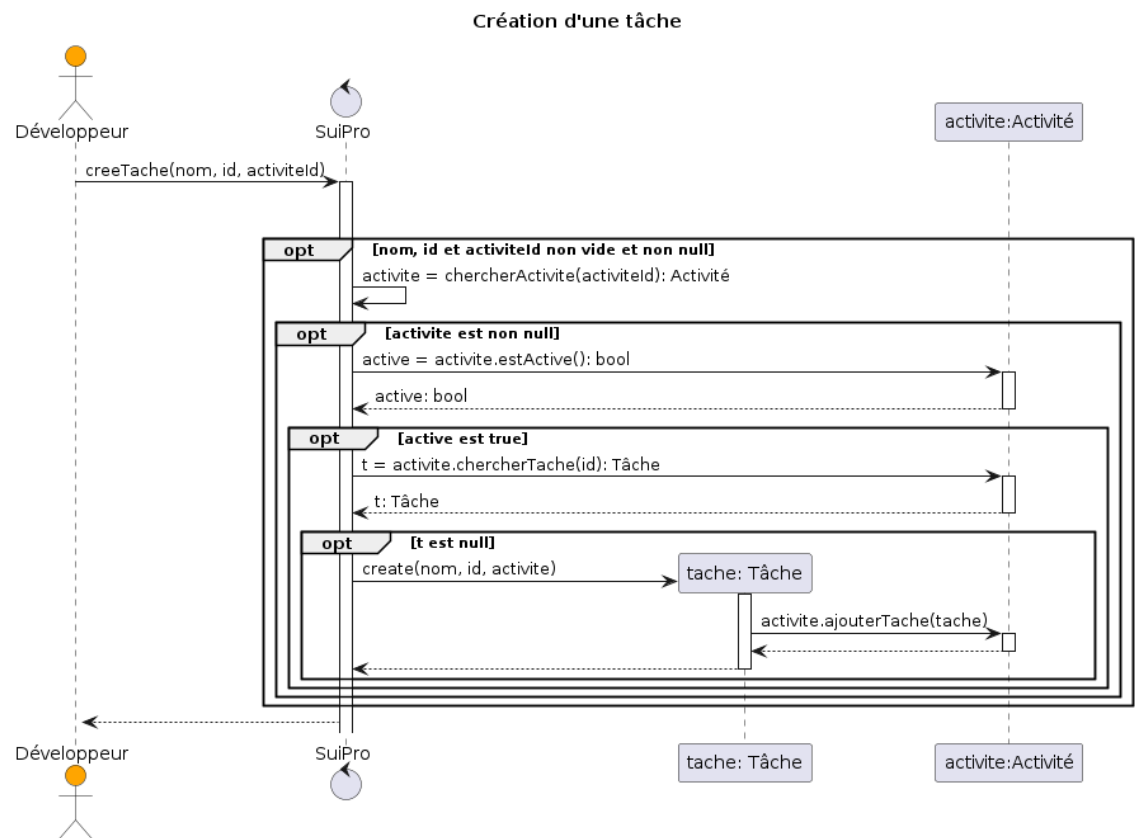 Création d'une tâche
Développeur
SuiPro
activite:Activité
creeTache(nom, id, activiteId)
opt [nom, id et activiteId non vide et non null]
activite = chercherActivite(activiteId): Activité
opt [activite est non null]
active = activite.estActive(): bool
active: bool
opt [active est true]
t = activite.chercherTache(id): Tâche
t: Tâche
opt [t est null]
create(nom, id, activite)
tache: Tâche
activite.ajouterTache(tache)
Développeur
SuiPro
tache: Tâche
activite:Activité